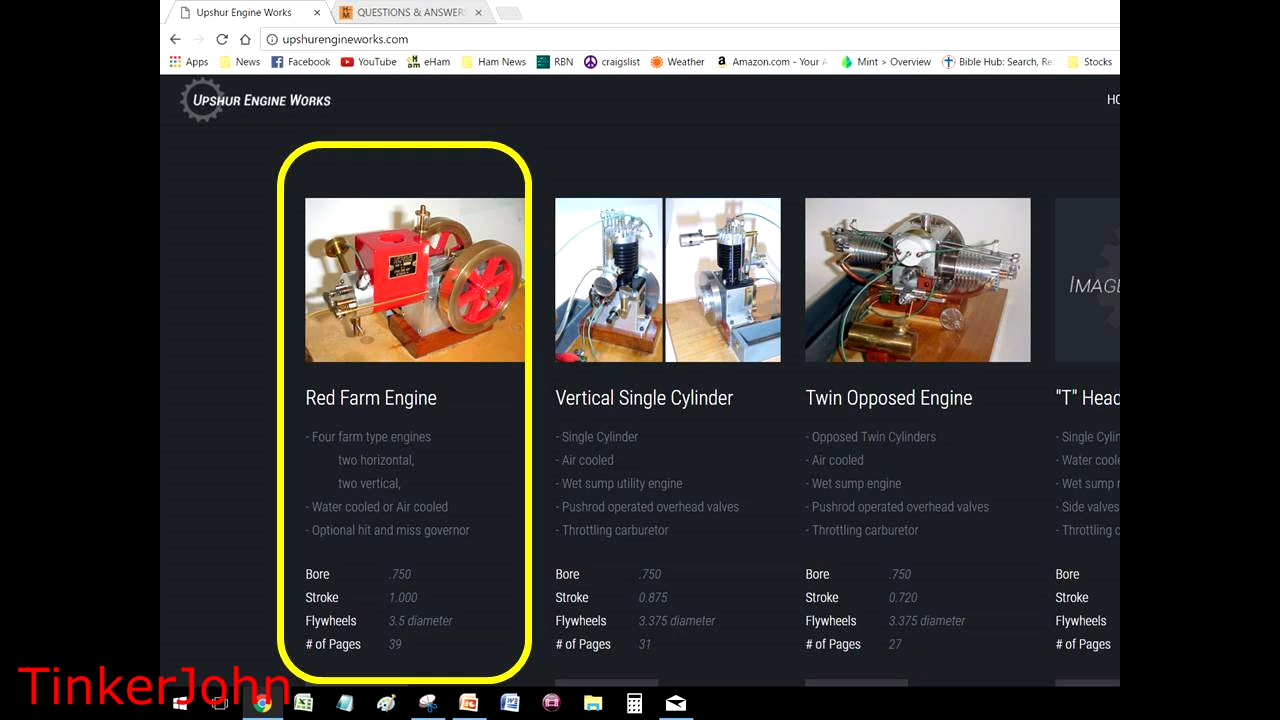 Upshur Engine Works
QUESTIONS & ANSWERS
upshurengineworks.com
Apps News Facebook YouTube eHam Ham News RBN craigslist Weather Amazon.com - Your A Mint > Overview Bible Hub: Search, Re Stocks
UPSHUR ENGINE WORKS
HO
IMAGE
Red Farm Engine
- Four farm type engines
two horizontal,
two vertical,
- Water cooled or Air cooled
- Optional hit and miss governor
Bore .750
Stroke 1.000
Flywheels 3.5 diameter
# of Pages 39
Vertical Single Cylinder
- Single Cylinder
- Air cooled
- Wet sump utility engine
- Pushrod operated overhead valves
- Throttling carburetor
Bore .750
Stroke 0.875
Flywheels 3.375 diameter
# of Pages 31
Twin Opposed Engine
- Opposed Twin Cylinders
- Air cooled
- Wet sump engine
- Pushrod operated overhead valves
- Throttling carburetor
Bore .750
Stroke 0.720
Flywheels 3.375 diameter
# of Pages 27
"T" Head
- Single Cylin
- Water coole
- Wet sump
- Side valves
- Throttling c
Bore
Stroke
Flywheels
# of Pages
TinkerJohn